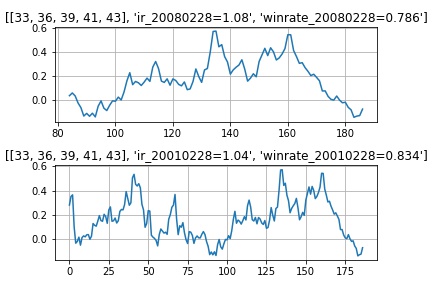 [[33, 36, 39, 41, 43], 'ir_20080228=1.08', 'winrate_20080228=0.786']
0.6
0.4
0.2
0.0
80 100 120 140 160 180
[[33, 36, 39, 41, 43], 'ir_20010228=1.04', 'winrate_20010228=0.834']
0.6
0.4
0.2
0.0
0 25 50 75 100 125 150 175